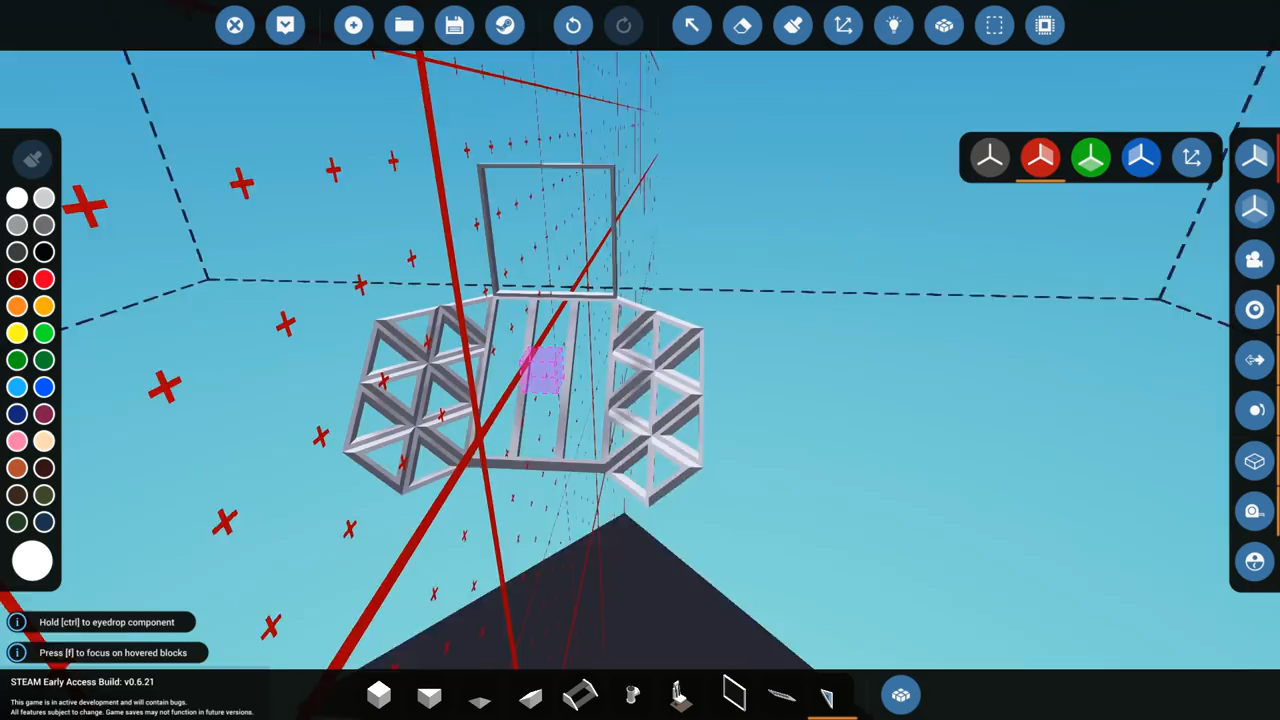 Hold [ctrl] to eyedrop component
Press [f] to focus on hovered blocks
STEAM Early Access Build: v0.6.21
This game is in active development and will contain bugs.
All features subject to change. Game saves may not function in future versions.